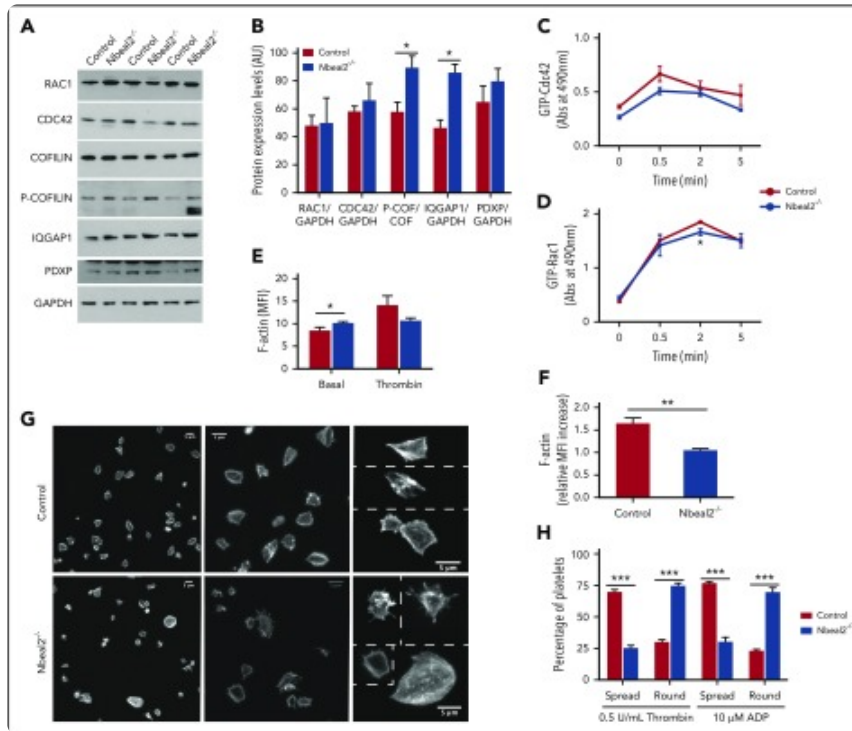 A
Control
Nbeal2-/-
Control
Nbeal2-/-
Control
Nbeal2-/-
RAC1
CDC42
COFILIN
P-COFILIN
IQGAP1
PDXP
GAPDH
B
Protein expression levels (AU)
100
80
60
40
20
0
*
*
Control
Nbeal2-/-
RAC1/ CDC42/ P-COF/ IQGAP1/ PDXP/
GAPDH GAPDH COF GAPDH GAPDH
C
GTP-Cdc42
(Abs at 490nm)
1.0
0.5
0.0
0 0.5 2 5
Time (min)
Control
Nbeal2-/-
D
GTP-Rac1
(Abs at 490nm)
2
1
0
*
0 0.5 2 5
Time (min)
E
F-actin (MFI)
20
15
10
5
0
*
Basal Thrombin
F
F-actin
(relative MFI increase)
2.0
1.5
1.0
0.5
0.0
**
Control Nbeal2-/-
G
Control
Nbeal2-/-
5 µm
5 µm
H
Percentage of platelets
100
75
50
25
0
*** *** *** ***
Control
Nbeal2-/-
Spread Round Spread Round
0.5 U/mL Thrombin 10 µM ADP